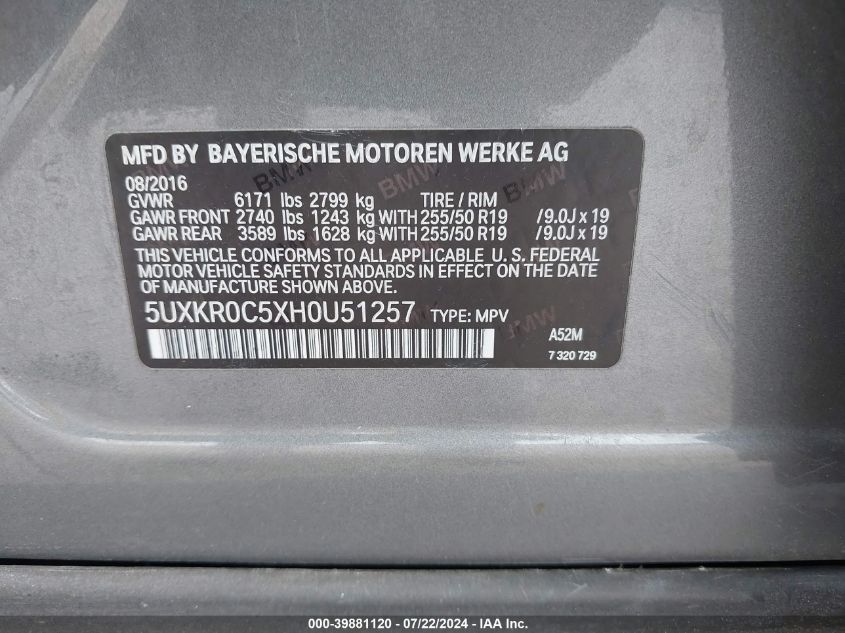 MFD BY BAYERISCHE MOTOREN WERKE AG
08/2016
GVWR 6171 lbs 2799 kg TIRE / RIM
GAWR FRONT 2740 lbs 1243 kg WITH 255/50 R19 /9.0J x 19
GAWR REAR 3589 lbs 1628 kg WITH 255/50 R19 /9.0J x 19
THIS VEHICLE CONFORMS TO ALL APPLICABLE U. S. FEDERAL
MOTOR VEHICLE SAFETY STANDARDS IN EFFECT ON THE DATE
OF MANUFACTURE SHOWN ABOVE.
5UXKR0C5XH0U51257 TYPE: MPV
A52M
7 320 729
000-39881120 - 07/22/2024 - IAA Inc.